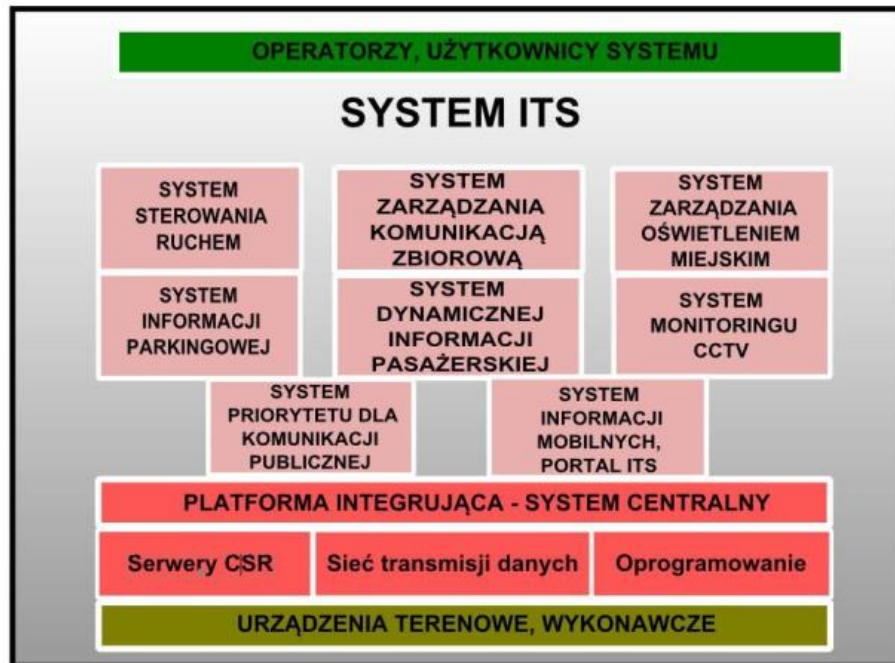 OPERATORZY, UŻYTKOWNICY SYSTEMU
SYSTEM ITS
SYSTEM
STEROWANIA
RUCHEM
SYSTEM
ZARZĄDZANIA
KOMUNIKACJĄ
ZBIOROWĄ
SYSTEM
ZARZĄDZANIA
OŚWIETLENIEM
MIEJSKIM
SYSTEM
INFORMACJI
PARKINGOWEJ
SYSTEM
DYNAMICZNEJ
INFORMACJI
PASAŻERSKIEJ
SYSTEM
MONITORINGU
CCTV
SYSTEM
PRIORYTETU DLA
KOMUNIKACJI
PUBLICZNEJ
SYSTEM
INFORMACJI
MOBILNYCH,
PORTAL ITS
PLATFORMA INTEGRUJĄCA - SYSTEM CENTRALNY
Serwery CSR
Sieć transmisji danych
Oprogramowanie
URZĄDZENIA TERENOWE, WYKONAWCZE